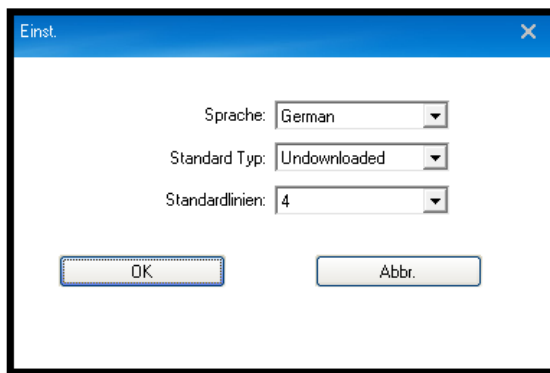 Einst.
Sprache: German
Standard Typ: Undownloaded
Standardlinien: 4
OK Abbr.